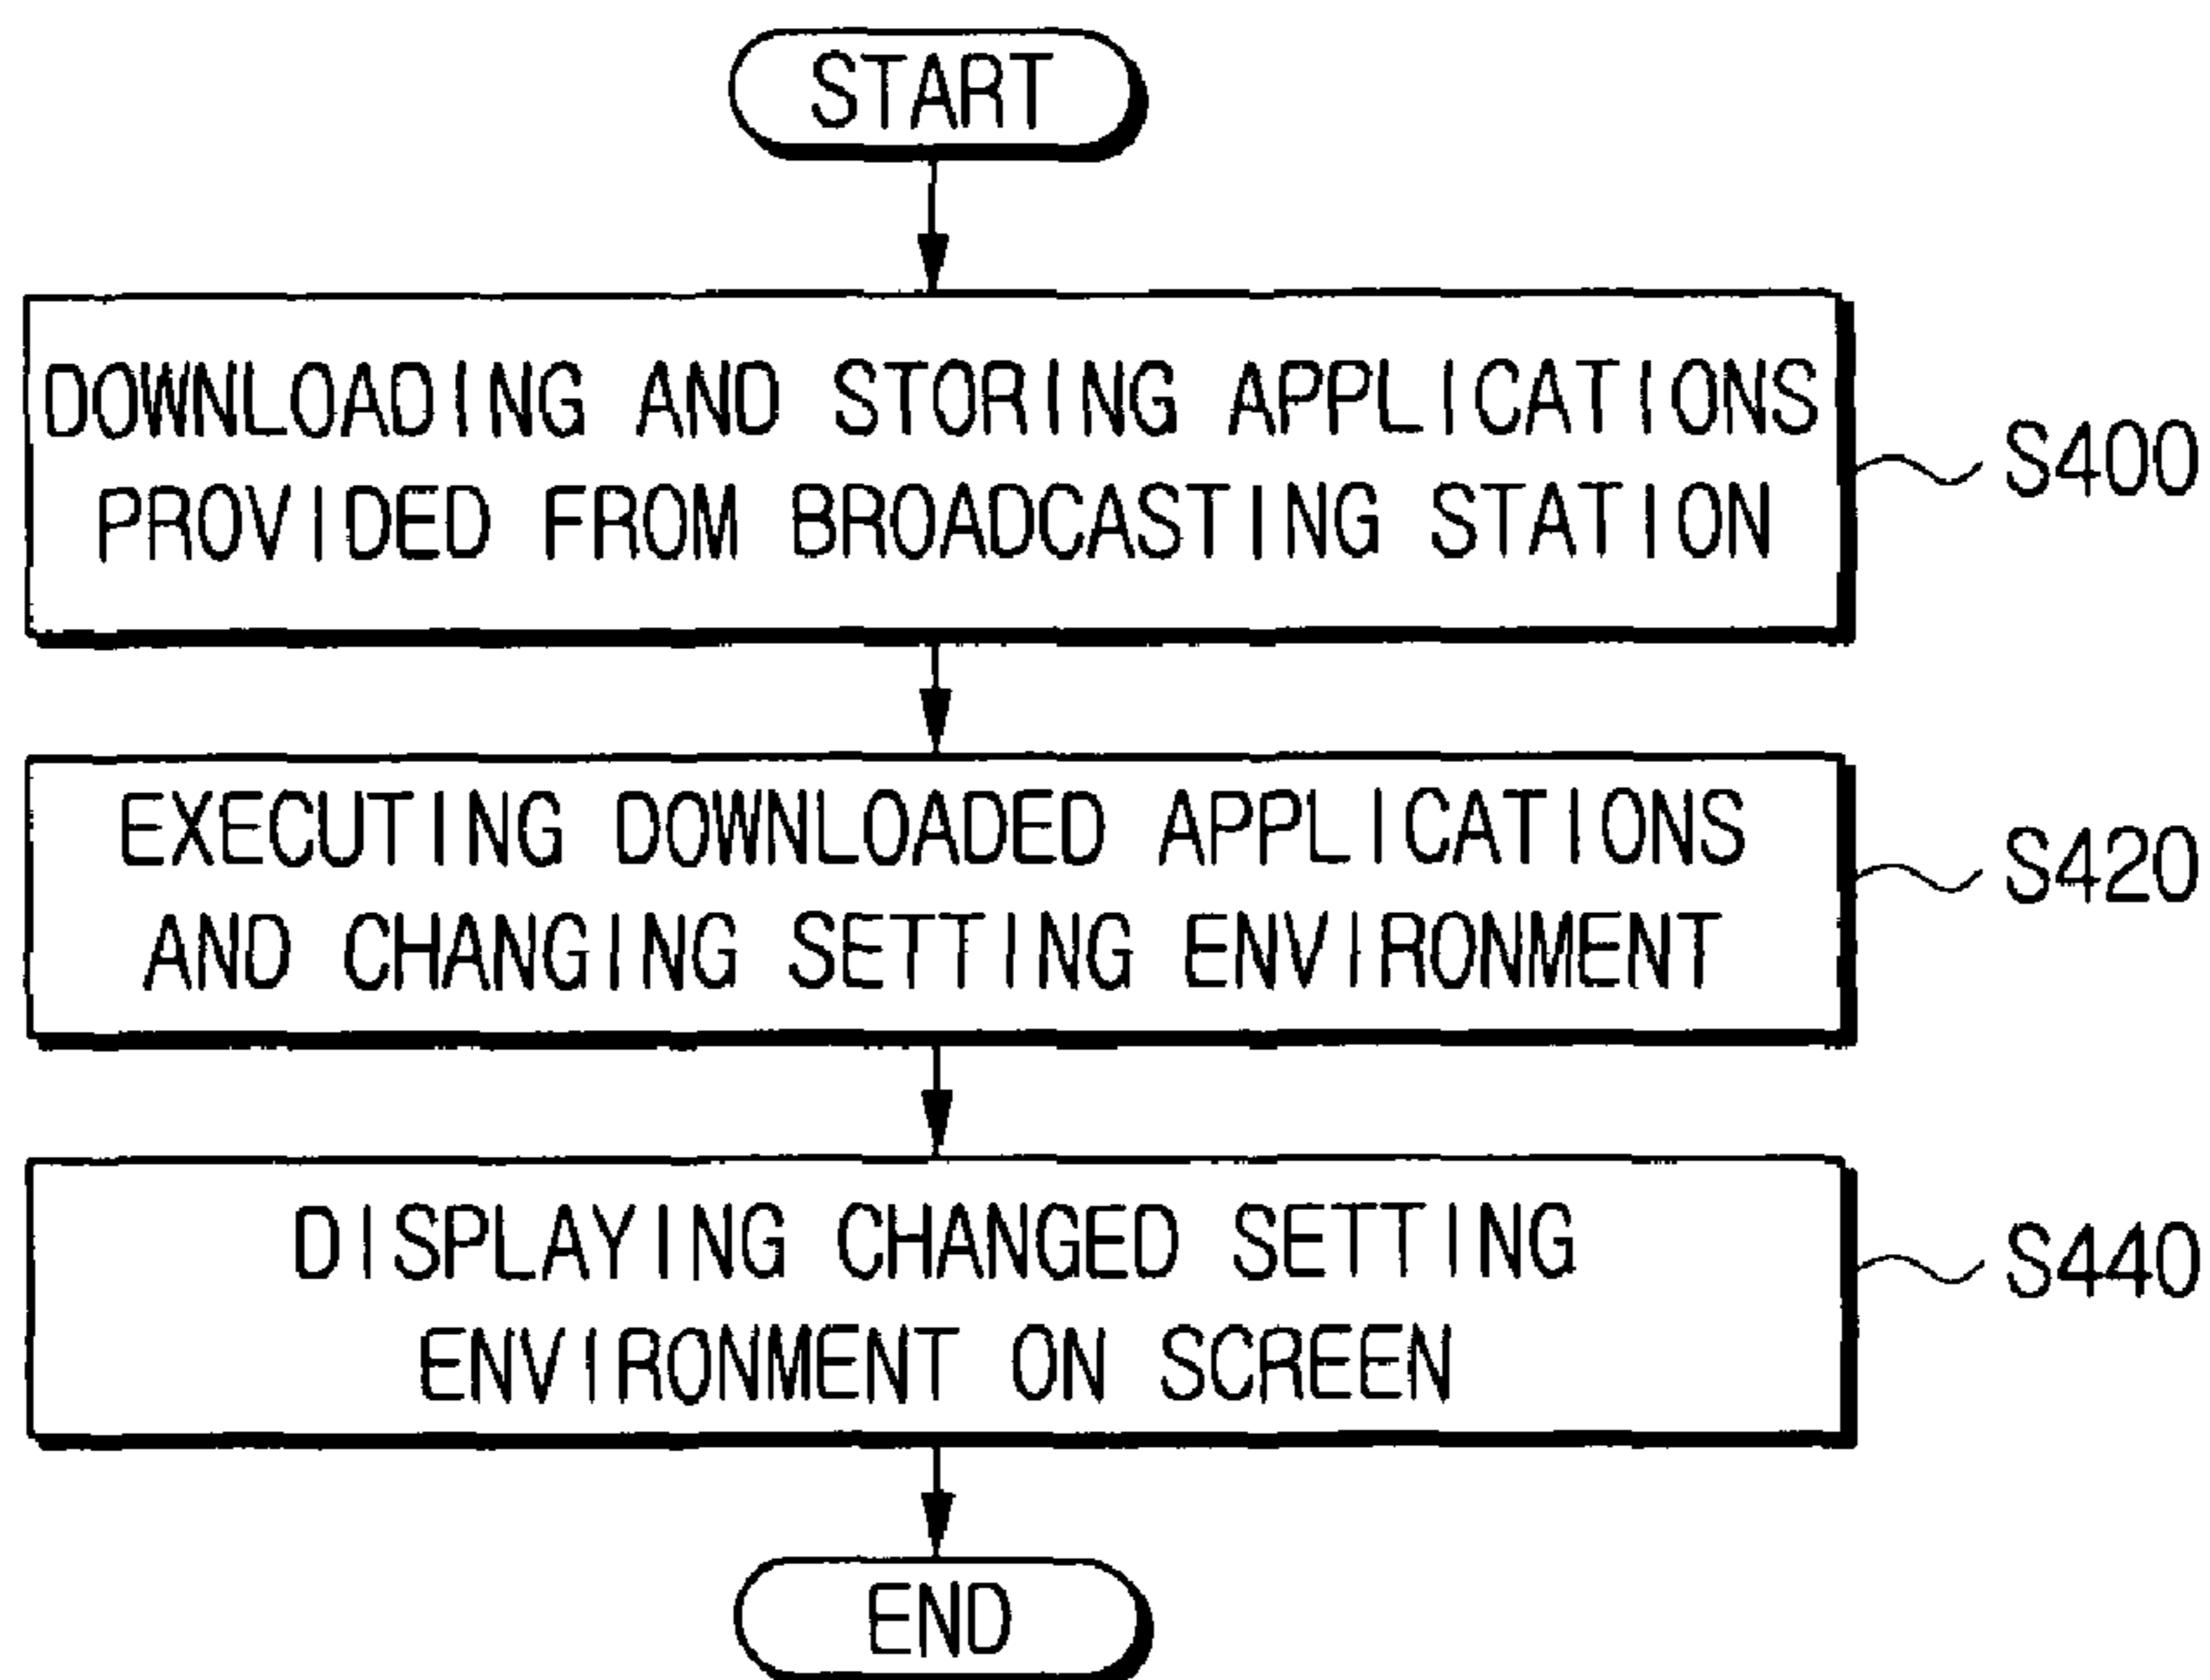 START
DOWNLOADING AND STORING APPLICATIONS
PROVIDED FROM BROADCASTING STATION
S400
EXECUTING DOWNLOADED APPLICATIONS
AND CHANGING SETTING ENVIRONMENT
S420
DISPLAYING CHANGED SETTING
ENVIRONMENT ON SCREEN
S440
END